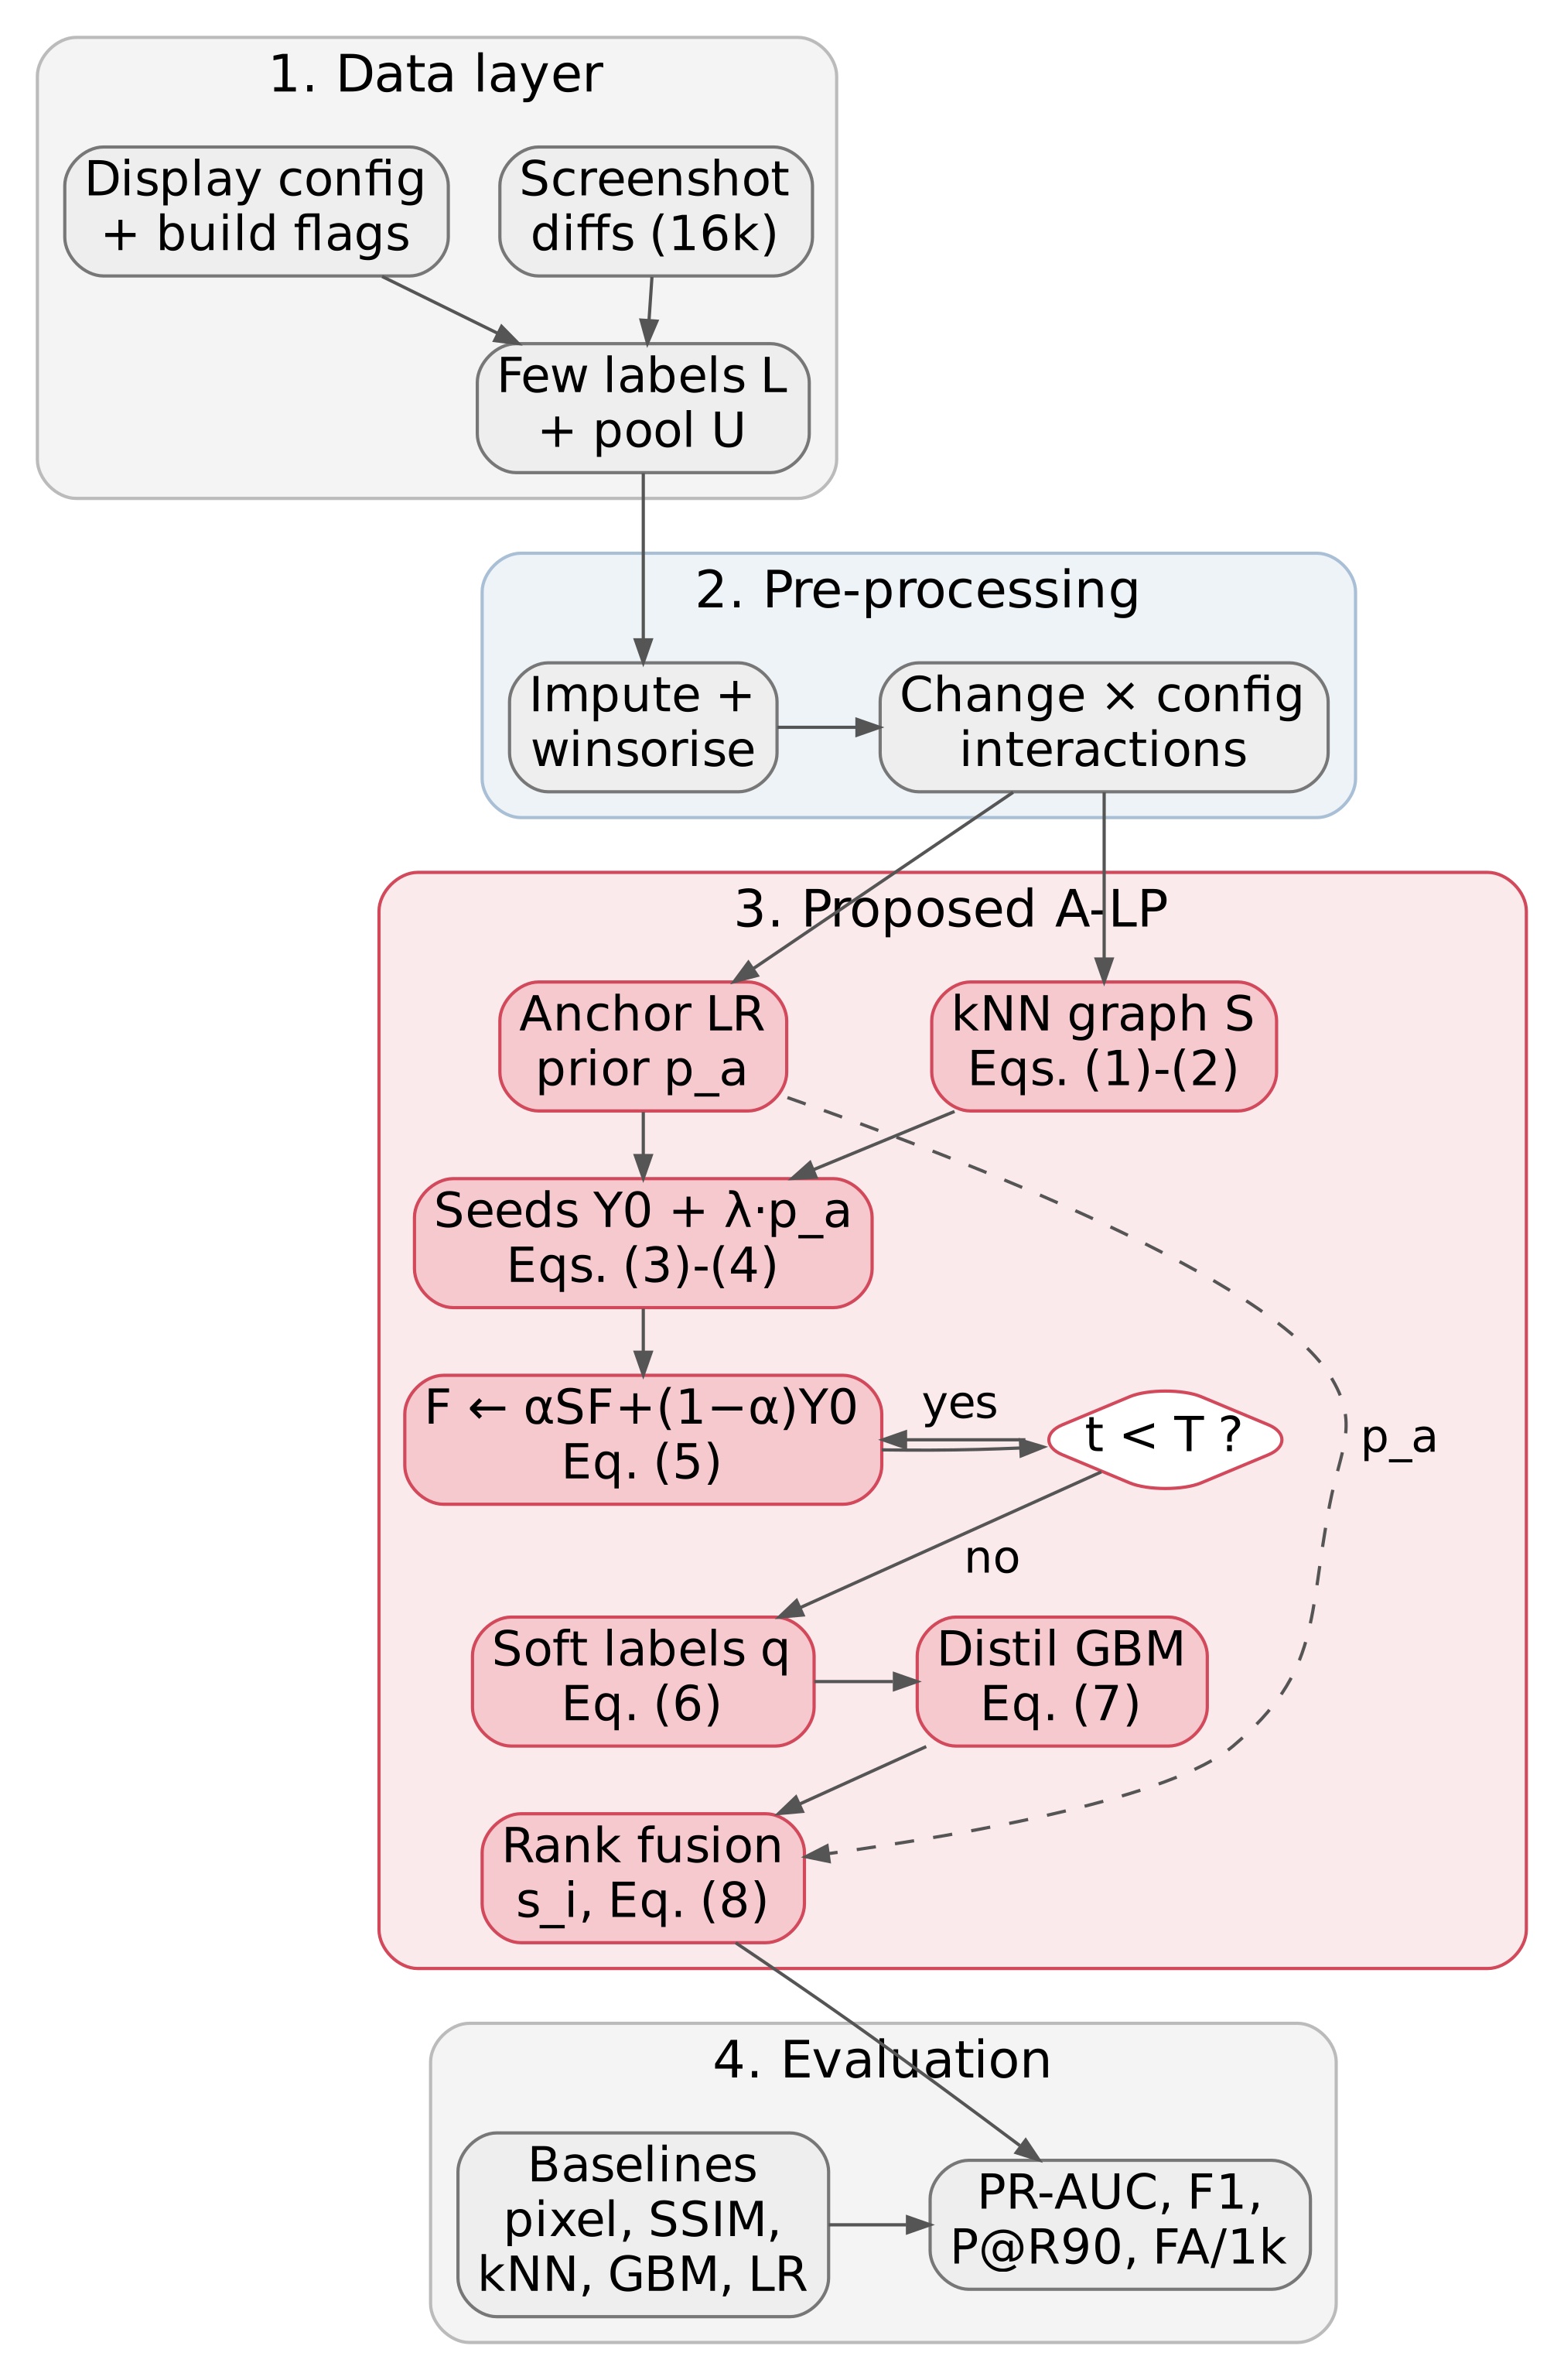 1. Data layer
Display config
+ build flags
Screenshot
diffs (16k)
Few labels L
+ pool U
2. Pre-processing
Impute +
winsorise
Change × config
interactions
3. Proposed A-LP
Anchor LR
prior p_a
kNN graph S
Eqs. (1)-(2)
Seeds Y0 + λ·p_a
Eqs. (3)-(4)
F ← αSF+(1−α)Y0
Eq. (5)
yes
t < T ?
p_a
no
Soft labels q
Eq. (6)
Distil GBM
Eq. (7)
Rank fusion
s_i, Eq. (8)
4. Evaluation
Baselines
pixel, SSIM,
kNN, GBM, LR
PR-AUC, F1,
P@R90, FA/1k